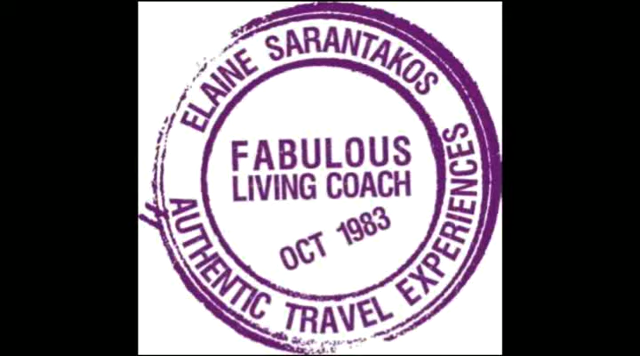 ELAINE SARANTAKOS
FABULOUS
LIVING COACH
OCT 1983
AUTHENTIC TRAVEL EXPERIENCES